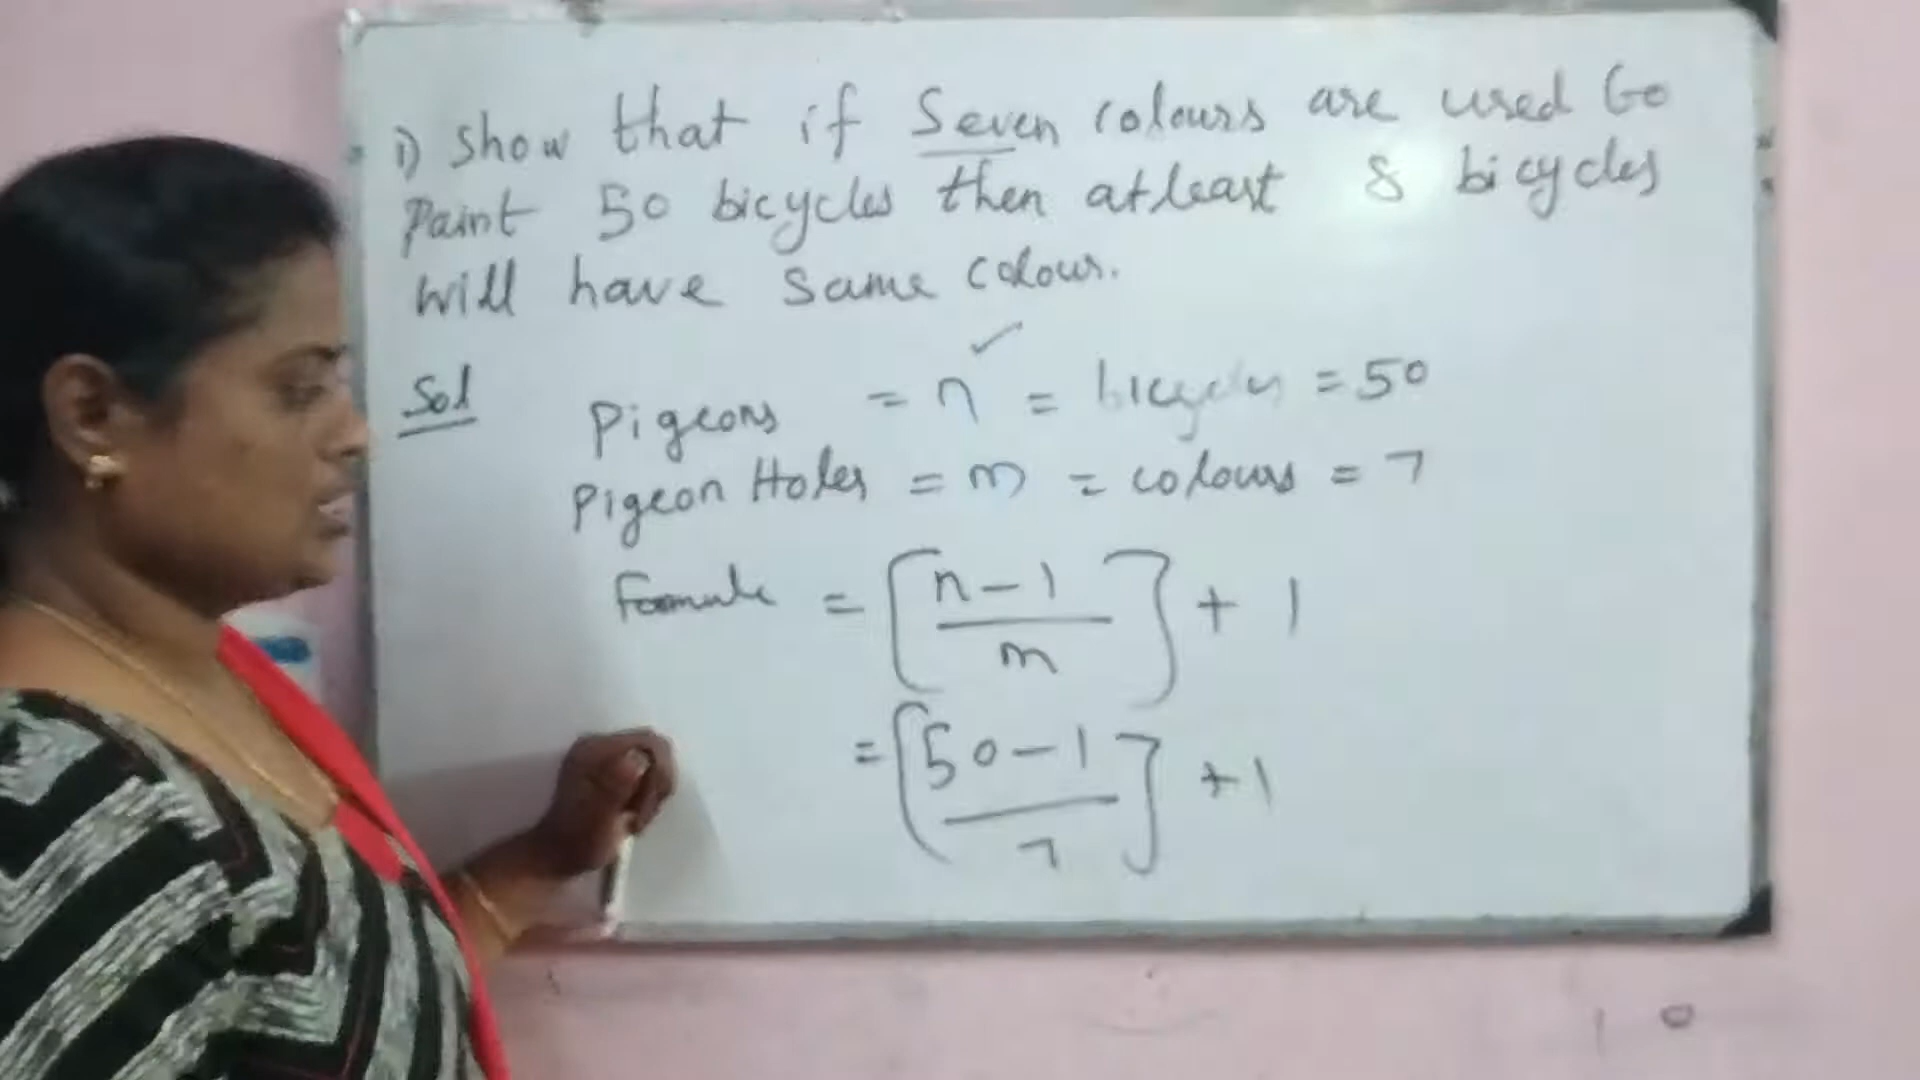 1) Show that if Seven colours are used to
Paint 50 bicycles then atleast 8 bicycles
will have same colour.
Sol
Pigeons = n = bicycles = 50
Pigeon Holes = m = colours = 7
Formula = [n-1/m] + 1
= [50-1/7] + 1